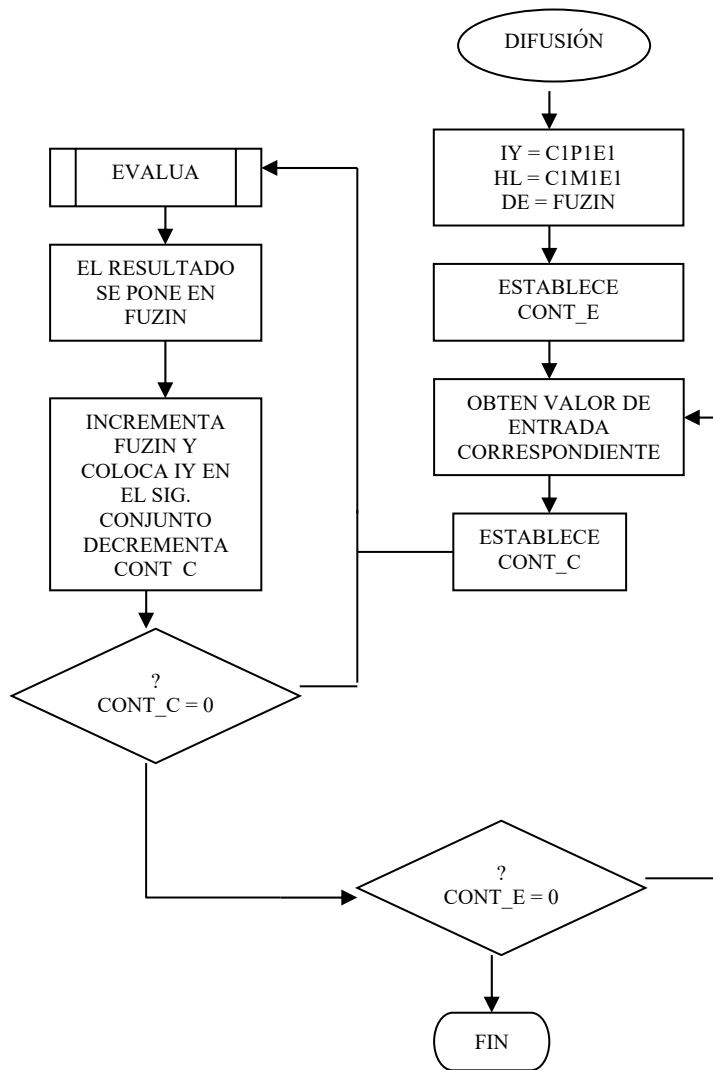 DIFUSIÓN
IY = C1P1E1
HL = C1M1E1
DE = FUZIN
ESTABLECE
CONT_E
OBTEN VALOR DE
ENTRADA
CORRESPONDIENTE
ESTABLECE
CONT_C
EVALUA
EL RESULTADO
SE PONE EN
FUZIN
INCREMENTA
FUZIN Y
COLOCA IY EN
EL SIG.
CONJUNTO
DECREMENTA
CONT C
?
CONT_C = 0
?
CONT_E = 0
FIN